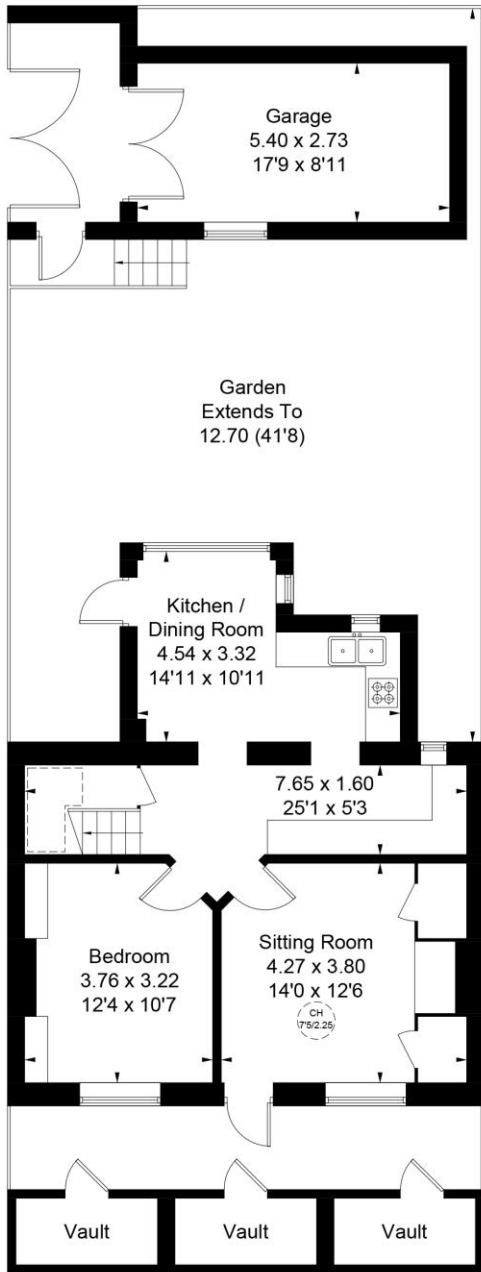 Garage
5.40 x 2.73
17'9 x 8'11
Garden
Extends To
12.70 (41'8)
Kitchen /
Dining Room
4.54 x 3.32
14'11 x 10'11
7.65 x 1.60
25'1 x 5'3
Bedroom
3.76 x 3.22
12'4 x 10'7
Sitting Room
4.27 x 3.80
14'0 x 12'6
CH
7'5/2.25
Vault
Vault
Vault